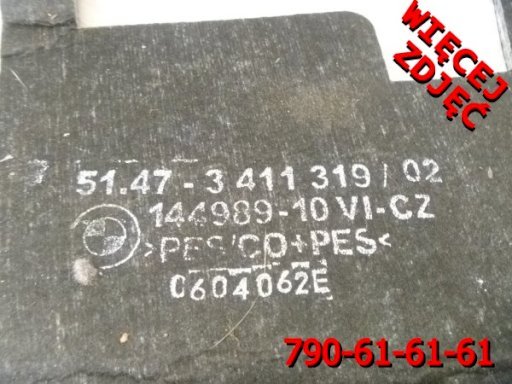 WIĘCEJ
ZDJĘĆ
51.47 - 3 411 319 / 02
144989-10 VI-CZ
>PES/CO+PES<
0604062E
790-61-61-61